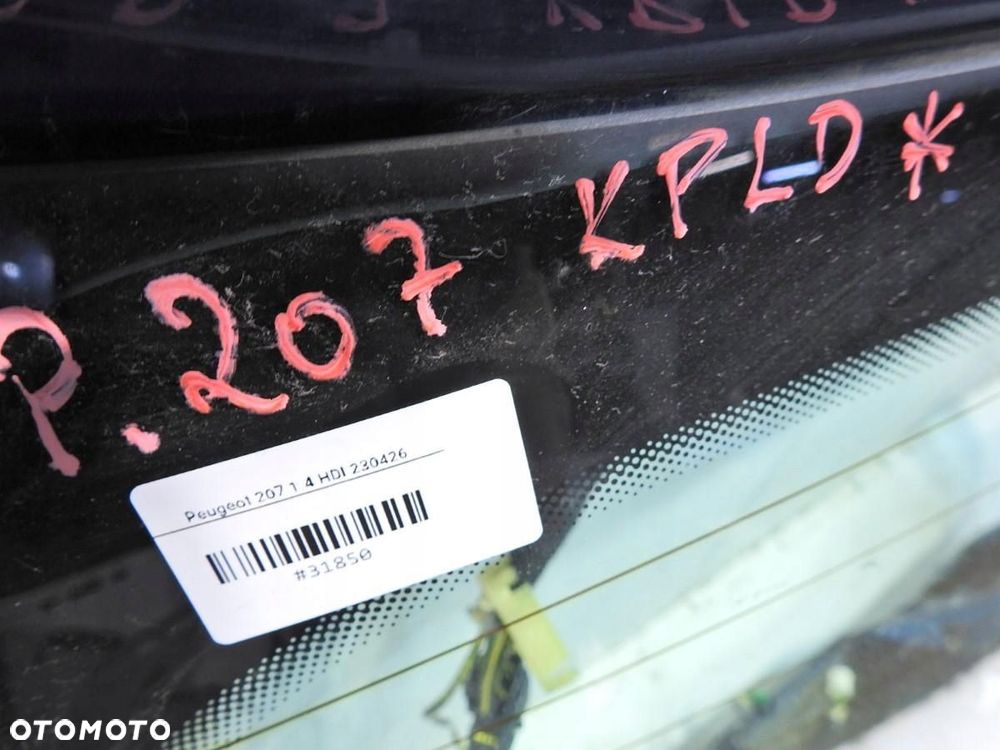 P.207 KPLD*
Peugeot 207 1.4 HDI 230426
#31850
OTOMOTO